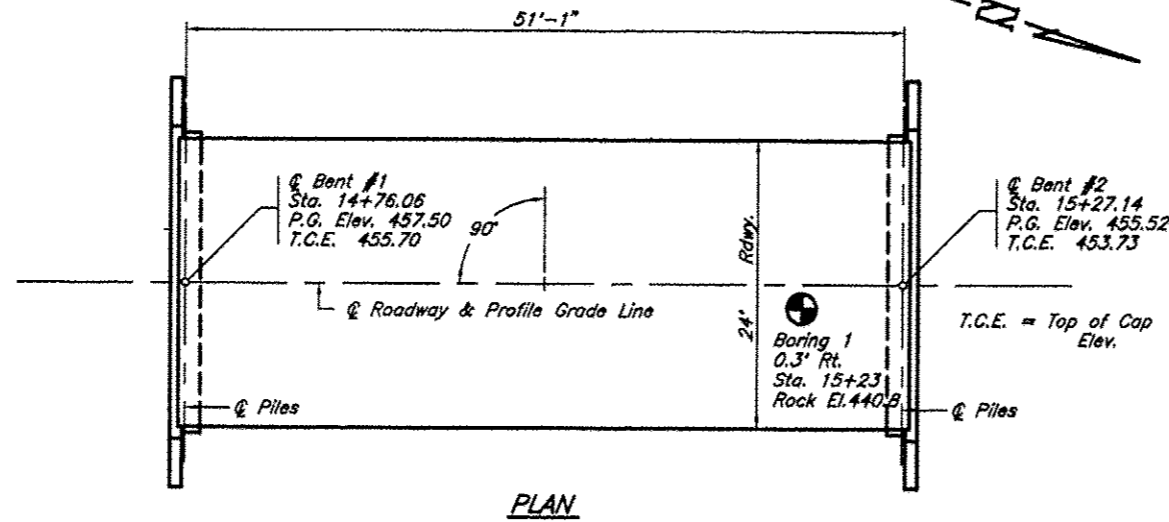 51'-1"
N
℄ Bent #1
Sta. 14+76.06
P.G. Elev. 457.50
T.C.E. 455.70
90°
Rdwy.
24'
℄ Bent #2
Sta. 15+27.14
P.G. Elev. 455.52
T.C.E. 453.73
℄ Roadway & Profile Grade Line
T.C.E. = Top of Cap
Elev.
Boring 1
0.3' Rt.
Sta. 15+23
Rock El.440.8
℄ Piles
℄ Piles
PLAN